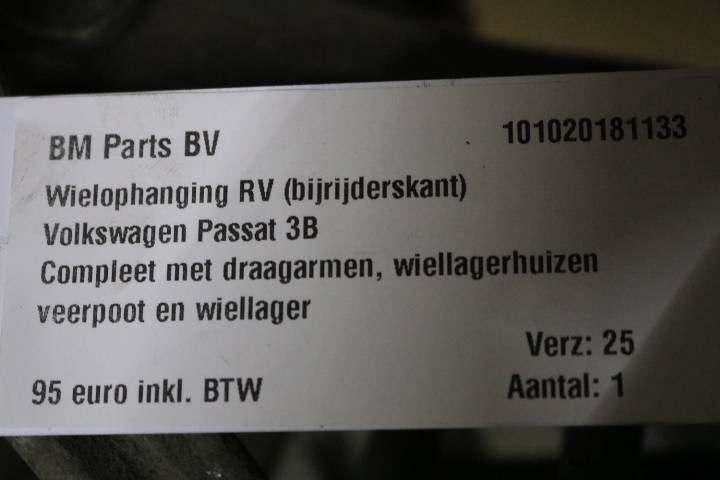 BM Parts BV 101020181133
Wielophanging RV (bijrijderskant)
Volkswagen Passat 3B
Compleet met draagarmen, wiellagerhuizen
veerpoot en wiellager
Verz: 25
95 euro inkl. BTW Aantal: 1